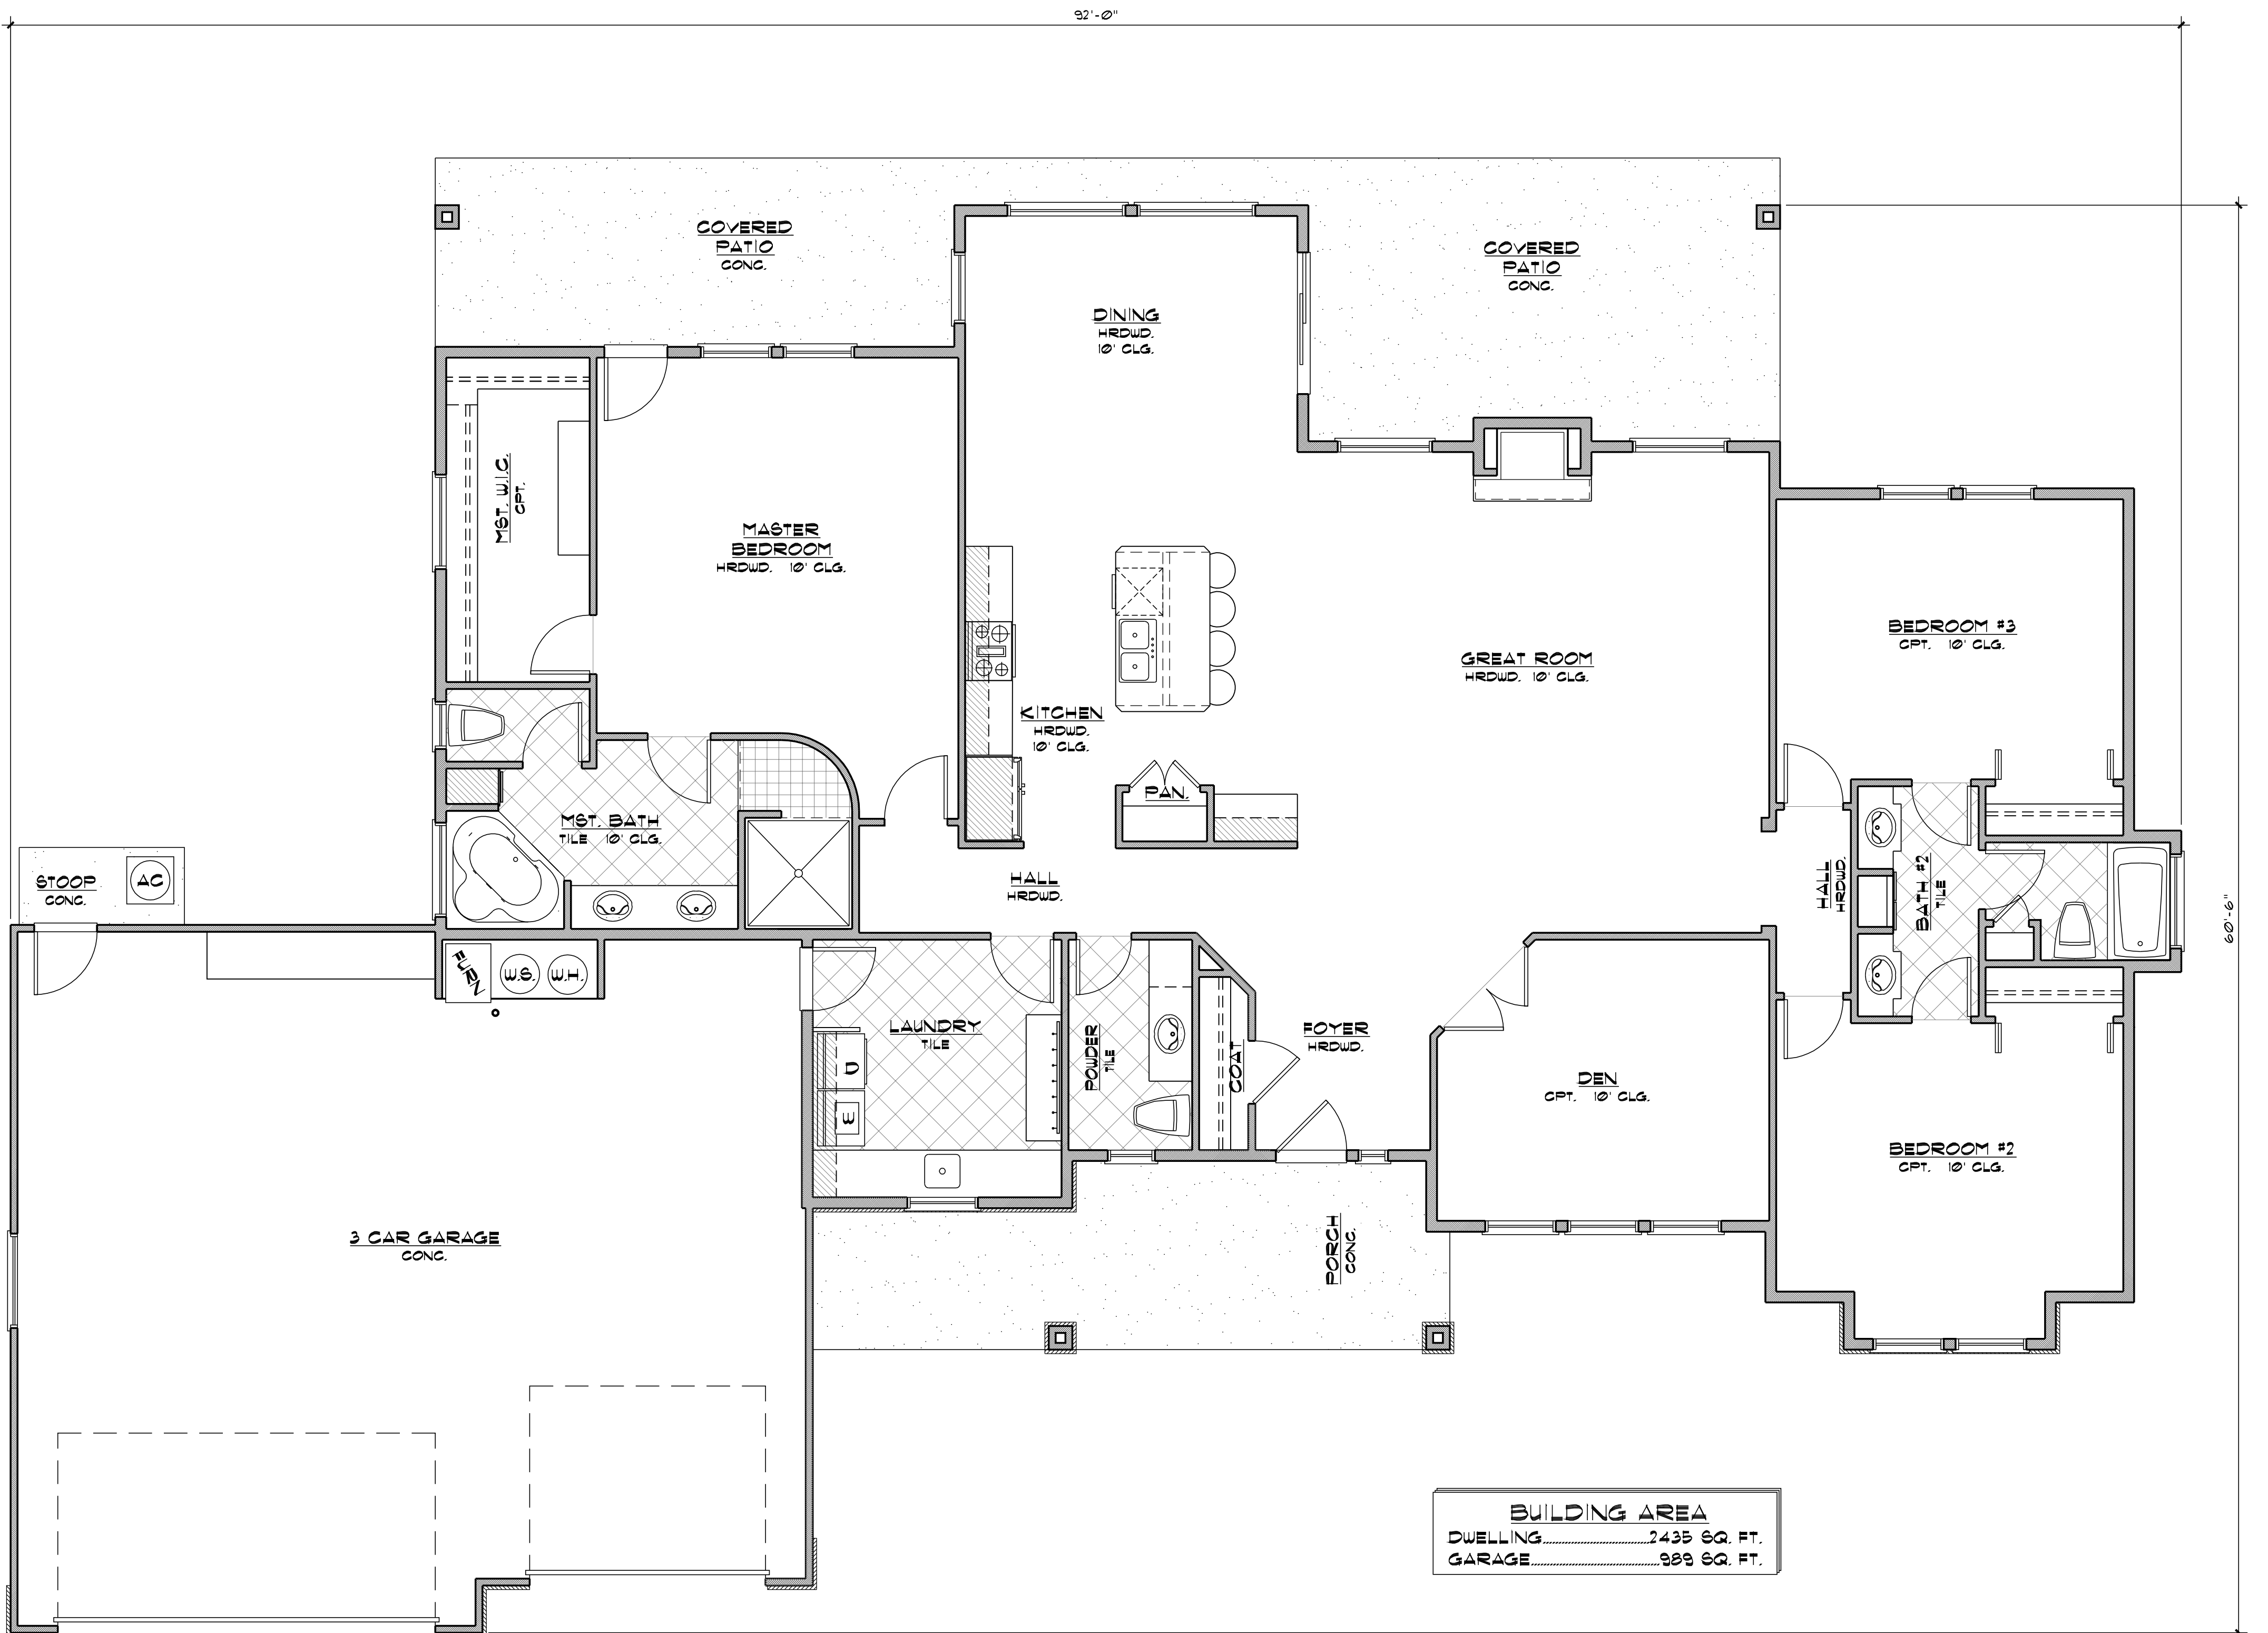 92'-0"
COVERED
PATIO
CONC.
COVERED
PATIO
CONC.
DINING
HRDWD.
10' CLG.
MST. W.I.C.
CPT.
MASTER
BEDROOM
HRDWD. 10' CLG.
BEDROOM #3
CPT. 10' CLG.
GREAT ROOM
HRDWD. 10' CLG.
KITCHEN
HRDWD.
10' CLG.
PAN.
MST. BATH
TILE 10' CLG.
STOOP
CONC.
AC
HALL
HRDWD.
HALL
HRDWD.
BATH #2
TILE
60'-6"
FURN
W.S.
W.H.
LAUNDRY
TILE
D
W
POWDER
TILE
COAT
FOYER
HRDWD.
DEN
CPT. 10' CLG.
BEDROOM #2
CPT. 10' CLG.
3 CAR GARAGE
CONC.
PORCH
CONC.
BUILDING AREA
DWELLING..............................2435 SQ. FT.
GARAGE....................................989 SQ. FT.